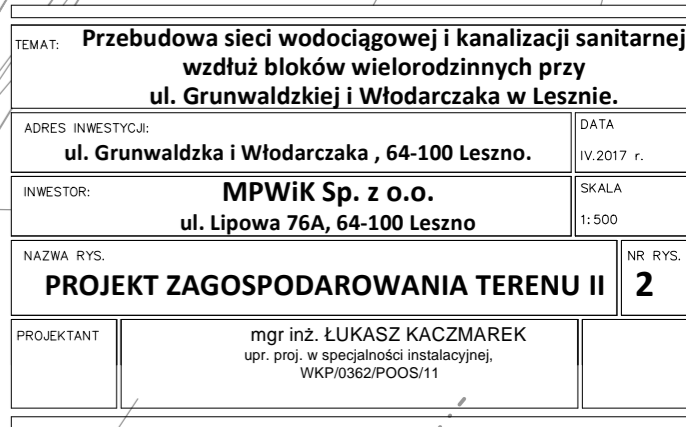 TEMAT: Przebudowa sieci wodociągowej i kanalizacji sanitarnej
wzdłuż bloków wielorodzinnych przy
ul. Grunwaldzkiej i Włodarczaka w Lesznie.
ADRES INWESTYCJI:
ul. Grunwaldzka i Włodarczaka , 64-100 Leszno.
DATA
IV.2017 r.
INWESTOR:
MPWiK Sp. z o.o.
ul. Lipowa 76A, 64-100 Leszno
SKALA
1:500
NAZWA RYS.
PROJEKT ZAGOSPODAROWANIA TERENU II
NR RYS.
2
PROJEKTANT
mgr inż. ŁUKASZ KACZMAREK
upr. proj. w specjalności instalacyjnej,
WKP/0362/POOS/11